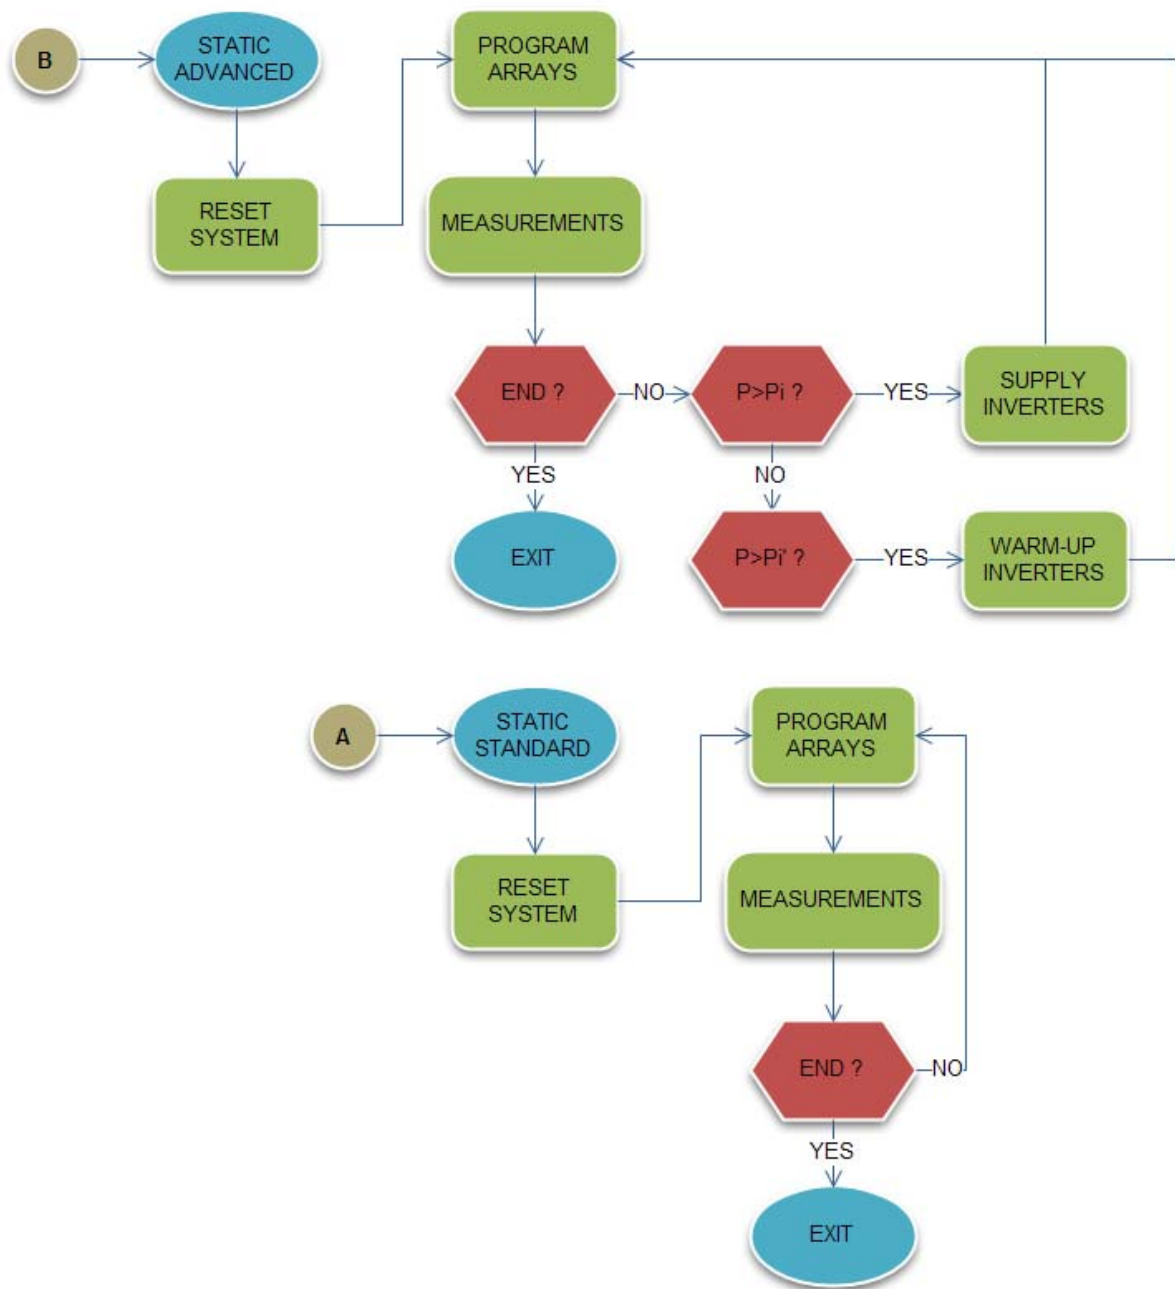 B
STATIC
ADVANCED
PROGRAM
ARRAYS
RESET
SYSTEM
MEASUREMENTS
END ?
NO
P>Pi ?
YES
SUPPLY
INVERTERS
YES
NO
EXIT
P>Pi' ?
YES
WARM-UP
INVERTERS
A
STATIC
STANDARD
PROGRAM
ARRAYS
RESET
SYSTEM
MEASUREMENTS
END ?
NO
YES
EXIT